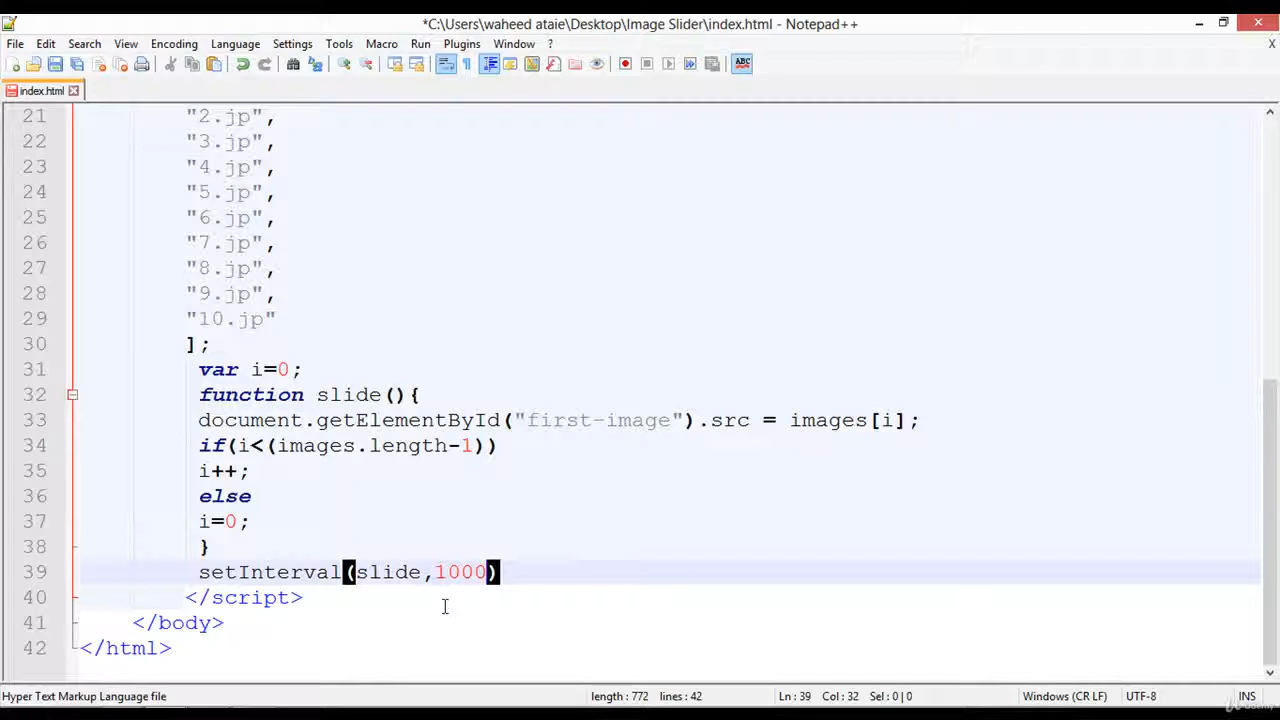 *C:\Users\waheed ataie\Desktop\Image Slider\index.html - Notepad++
File Edit Search View Encoding Language Settings Tools Macro Run Plugins Window ? X
ABC
index.html
21 "2.jp",
22 "3.jp",
23 "4.jp",
24 "5.jp",
25 "6.jp",
26 "7.jp",
27 "8.jp",
28 "9.jp",
29 "10.jp"
30 ];
31 var i=0;
32 function slide(){
33 document.getElementById("first-image").src = images[i];
34 if(i<(images.length-1))
35 i++;
36 else
37 i=0;
38 }
39 setInterval(slide,1000)
40 </script>
41 </body>
42 </html>
Hyper Text Markup Language file length : 772 lines : 42 Ln : 39 Col : 32 Sel : 0 | 0 Windows (CR LF) UTF-8 INS
Udemy